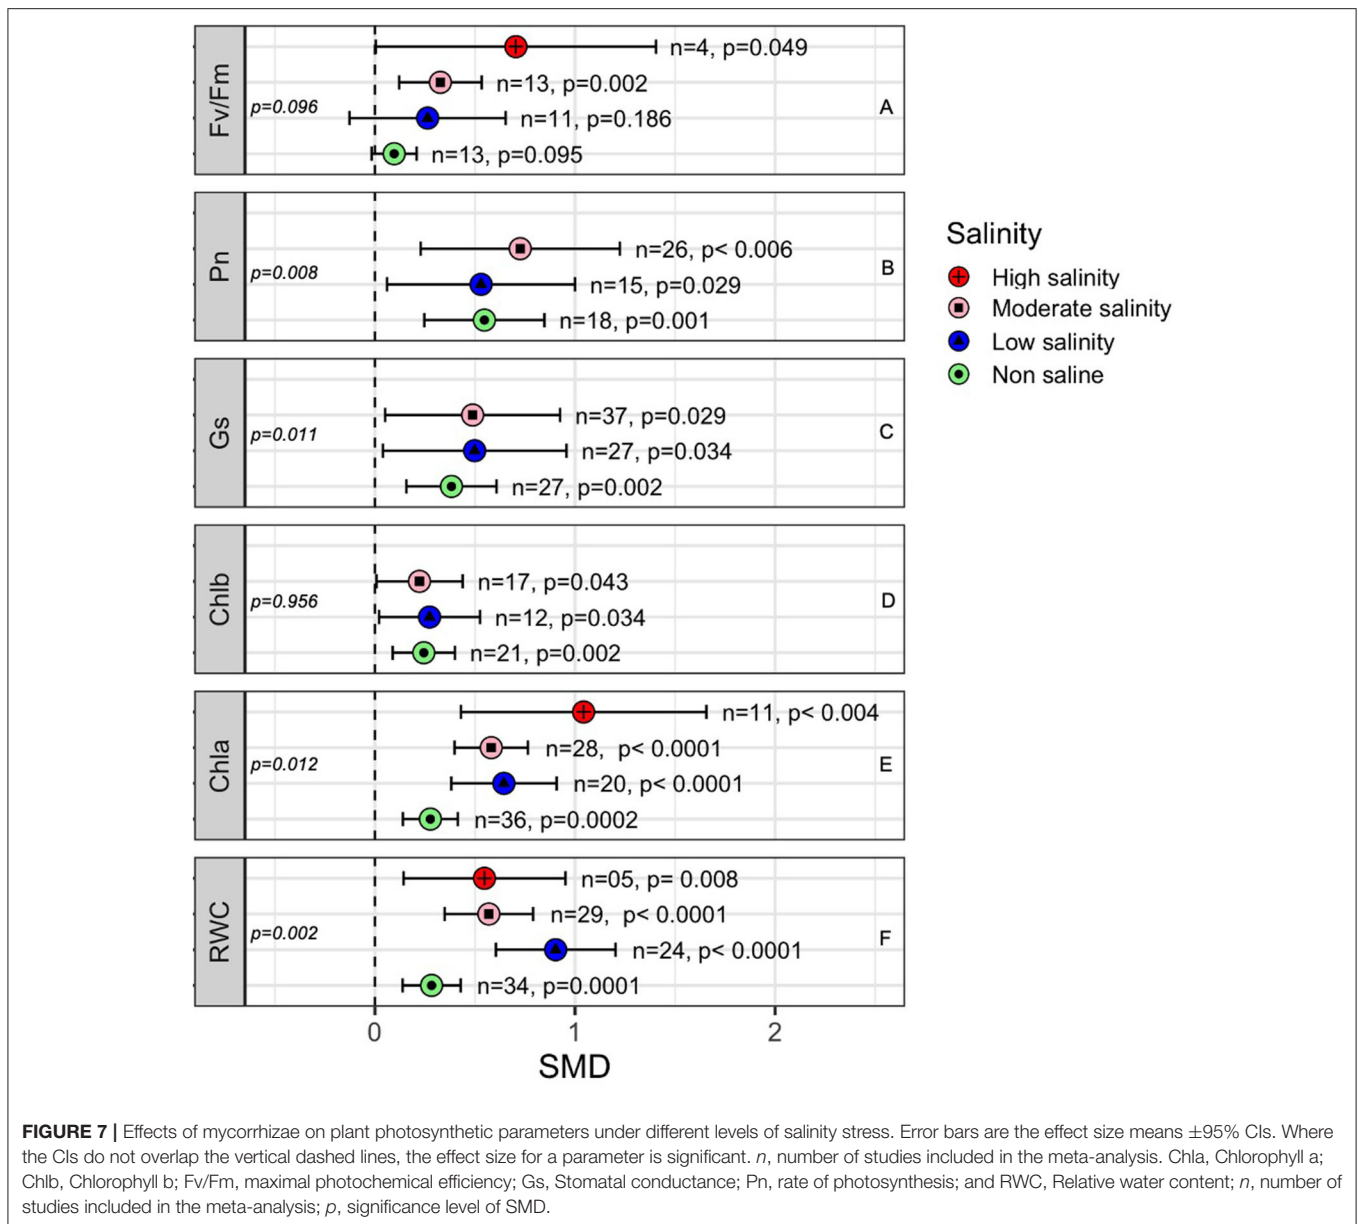 Fv/Fm
p=0.096
n=4, p=0.049
n=13, p=0.002
n=11, p=0.186
n=13, p=0.095
A
Pn
p=0.008
n=26, p< 0.006
n=15, p=0.029
n=18, p=0.001
B
Gs
p=0.011
n=37, p=0.029
n=27, p=0.034
n=27, p=0.002
C
Chlb
p=0.956
n=17, p=0.043
n=12, p=0.034
n=21, p=0.002
D
Chla
p=0.012
n=11, p< 0.004
n=28, p< 0.0001
n=20, p< 0.0001
n=36, p=0.0002
E
RWC
p=0.002
n=05, p= 0.008
n=29, p< 0.0001
n=24, p< 0.0001
n=34, p=0.0001
F
0 1 2
SMD
Salinity
High salinity
Moderate salinity
Low salinity
Non saline
FIGURE 7 | Effects of mycorrhizae on plant photosynthetic parameters under different levels of salinity stress. Error bars are the effect size means ±95% CIs. Where
the CIs do not overlap the vertical dashed lines, the effect size for a parameter is significant. n, number of studies included in the meta-analysis. Chla, Chlorophyll a;
Chlb, Chlorophyll b; Fv/Fm, maximal photochemical efficiency; Gs, Stomatal conductance; Pn, rate of photosynthesis; and RWC, Relative water content; n, number of
studies included in the meta-analysis; p, significance level of SMD.